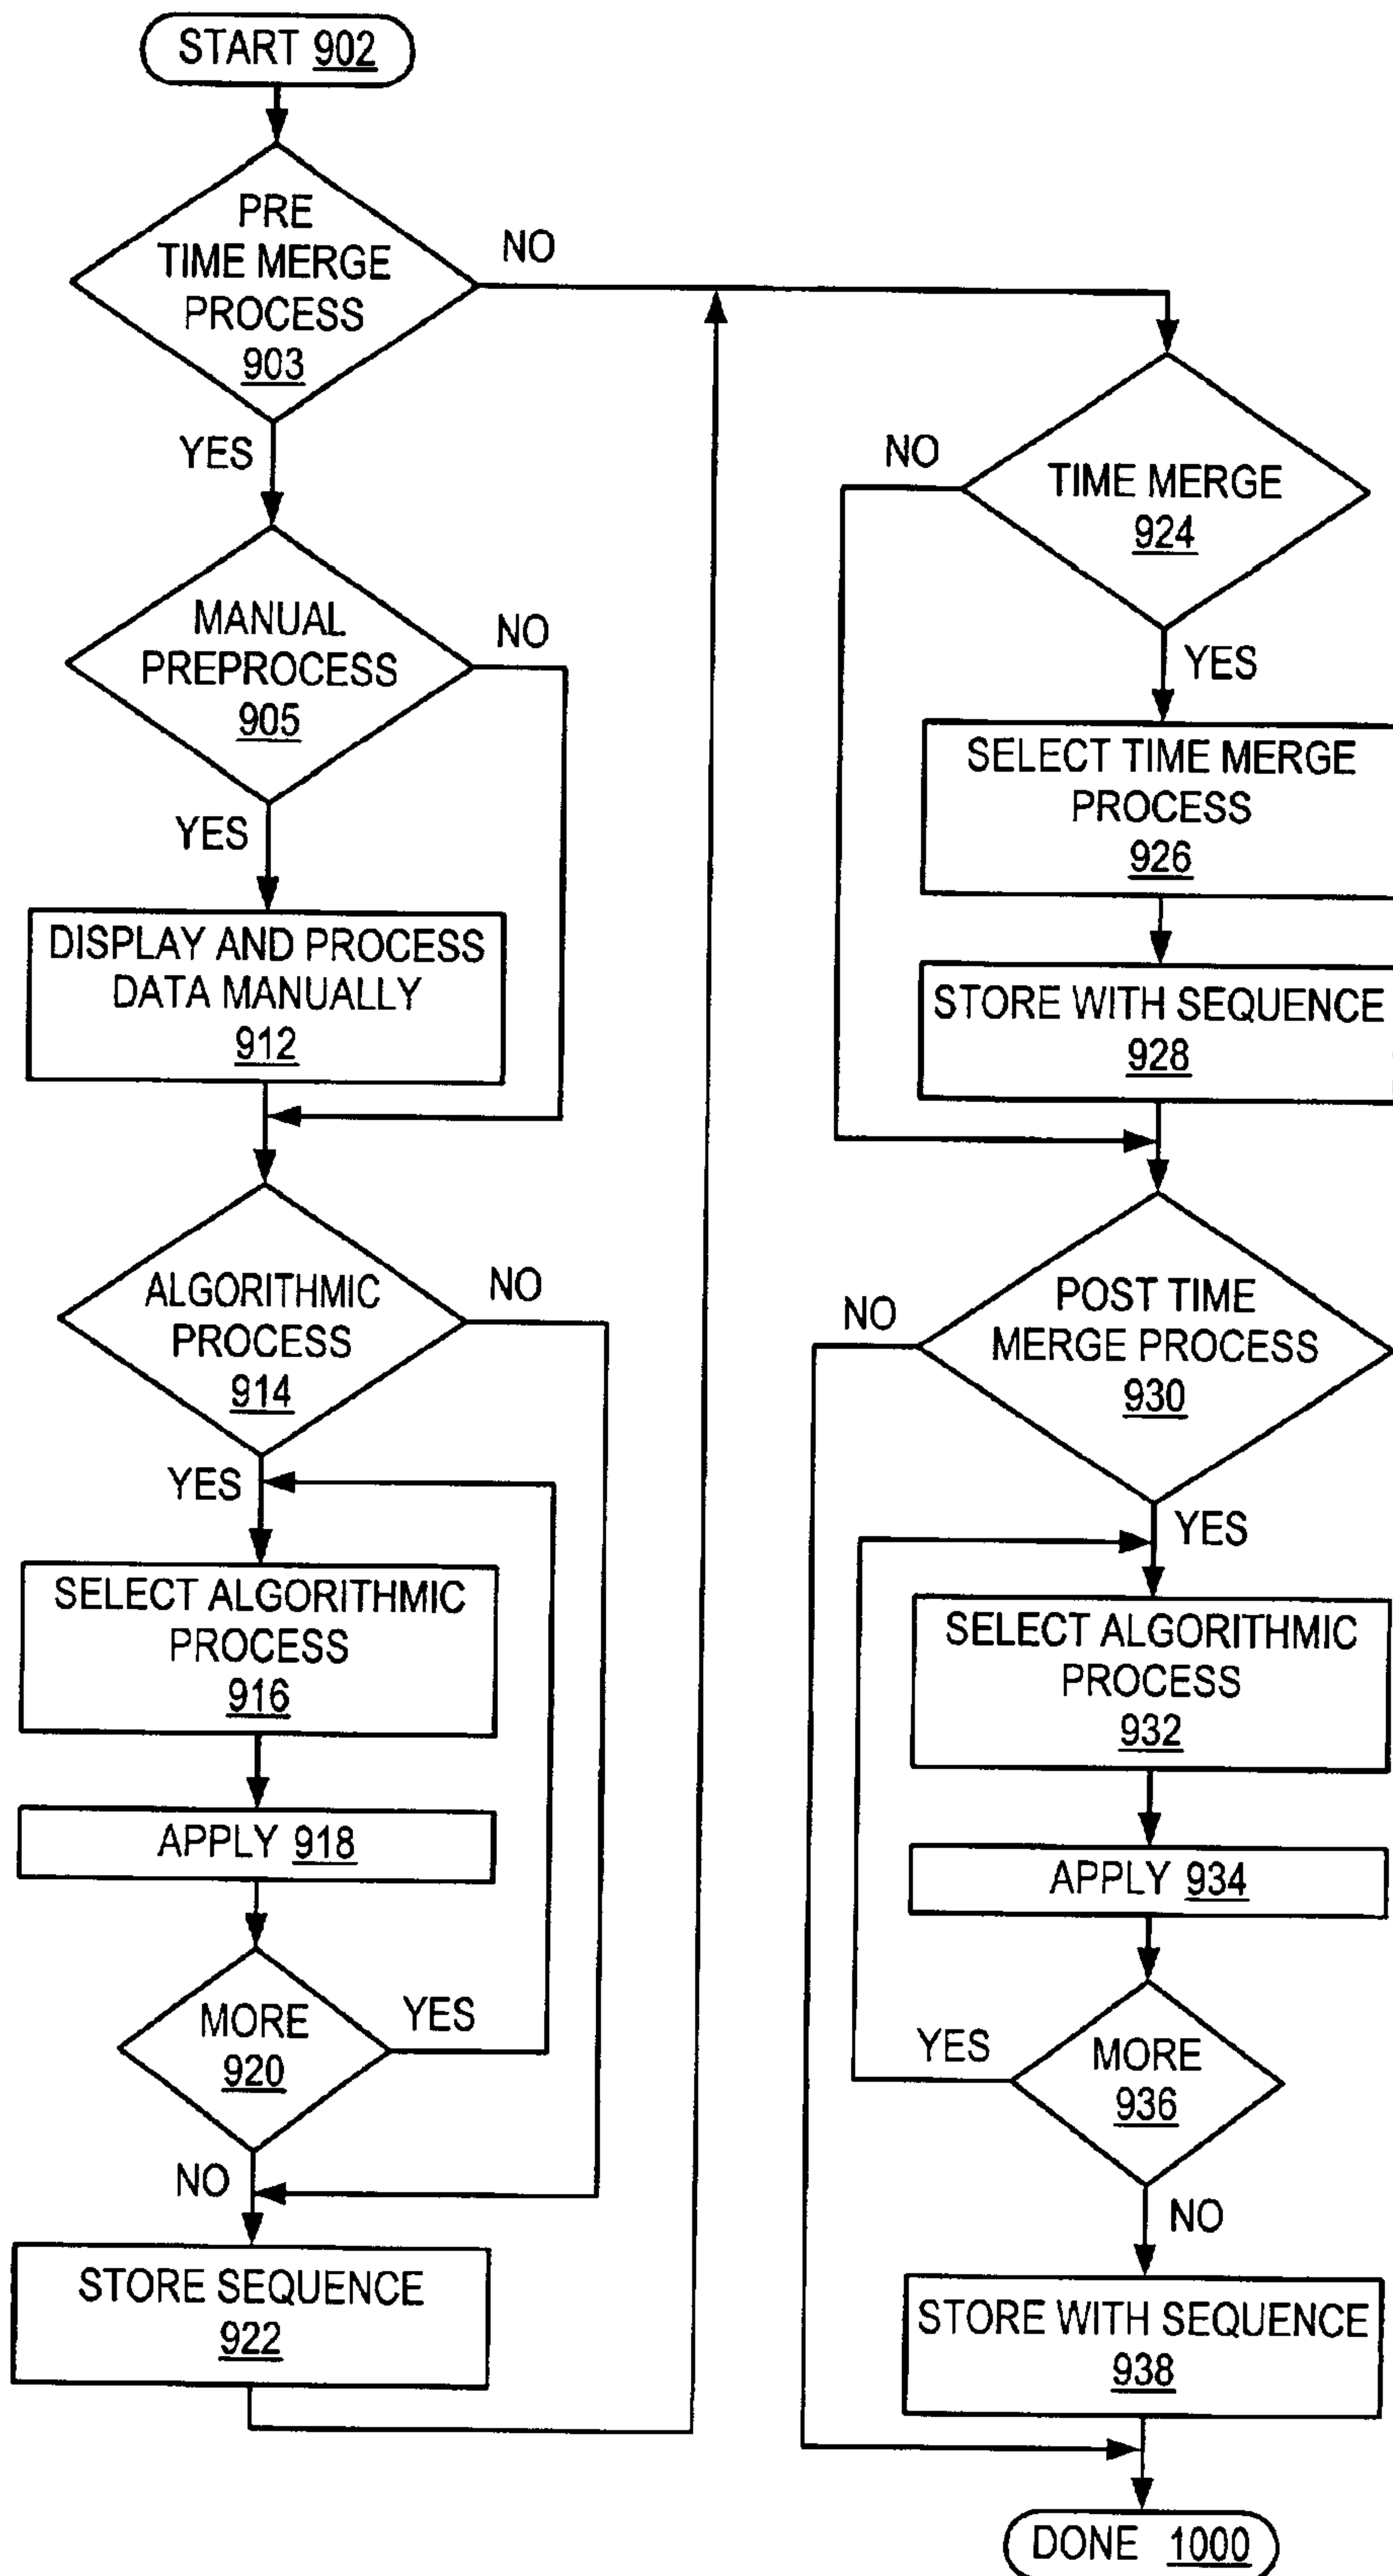 START 902
PRE
TIME MERGE
PROCESS
903
NO
YES
MANUAL
PREPROCESS
905
NO
YES
DISPLAY AND PROCESS
DATA MANUALLY
912
ALGORITHMIC
PROCESS
914
NO
YES
SELECT ALGORITHMIC
PROCESS
916
APPLY 918
MORE
920
YES
NO
STORE SEQUENCE
922
TIME MERGE
924
NO
YES
SELECT TIME MERGE
PROCESS
926
STORE WITH SEQUENCE
928
POST TIME
MERGE PROCESS
930
NO
YES
SELECT ALGORITHMIC
PROCESS
932
APPLY 934
MORE
936
YES
NO
STORE WITH SEQUENCE
938
DONE 1000